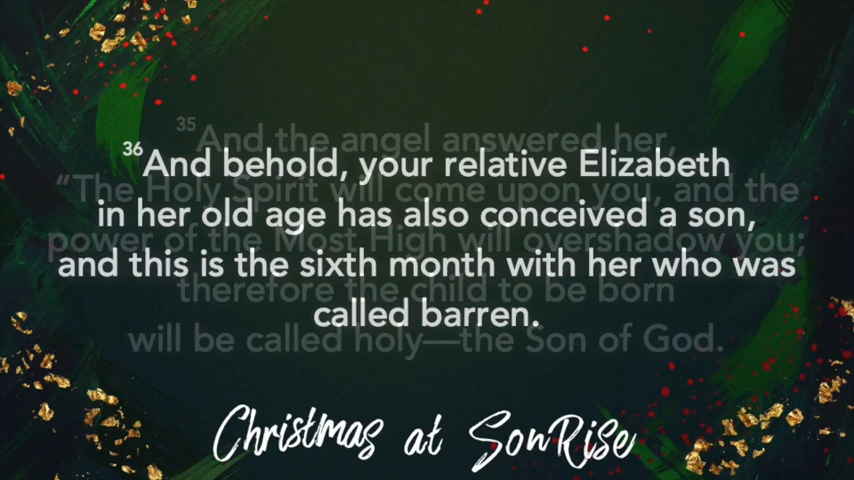 35And the angel answered her,
36And behold, your relative Elizabeth
“The Holy Spirit will come upon you, and the
in her old age has also conceived a son,
power of the Most High will overshadow you;
and this is the sixth month with her who was
therefore the child to be born
called barren.
will be called holy—the Son of God.
Christmas at SonRise